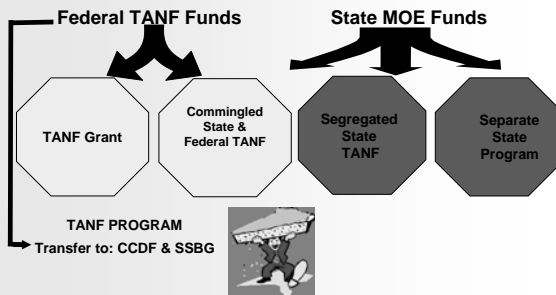 Federal TANF Funds
State MOE Funds
TANF Grant
Commingled
State &
Federal TANF
Segregated
State
TANF
Separate
State
Program
TANF PROGRAM
Transfer to: CCDF & SSBG